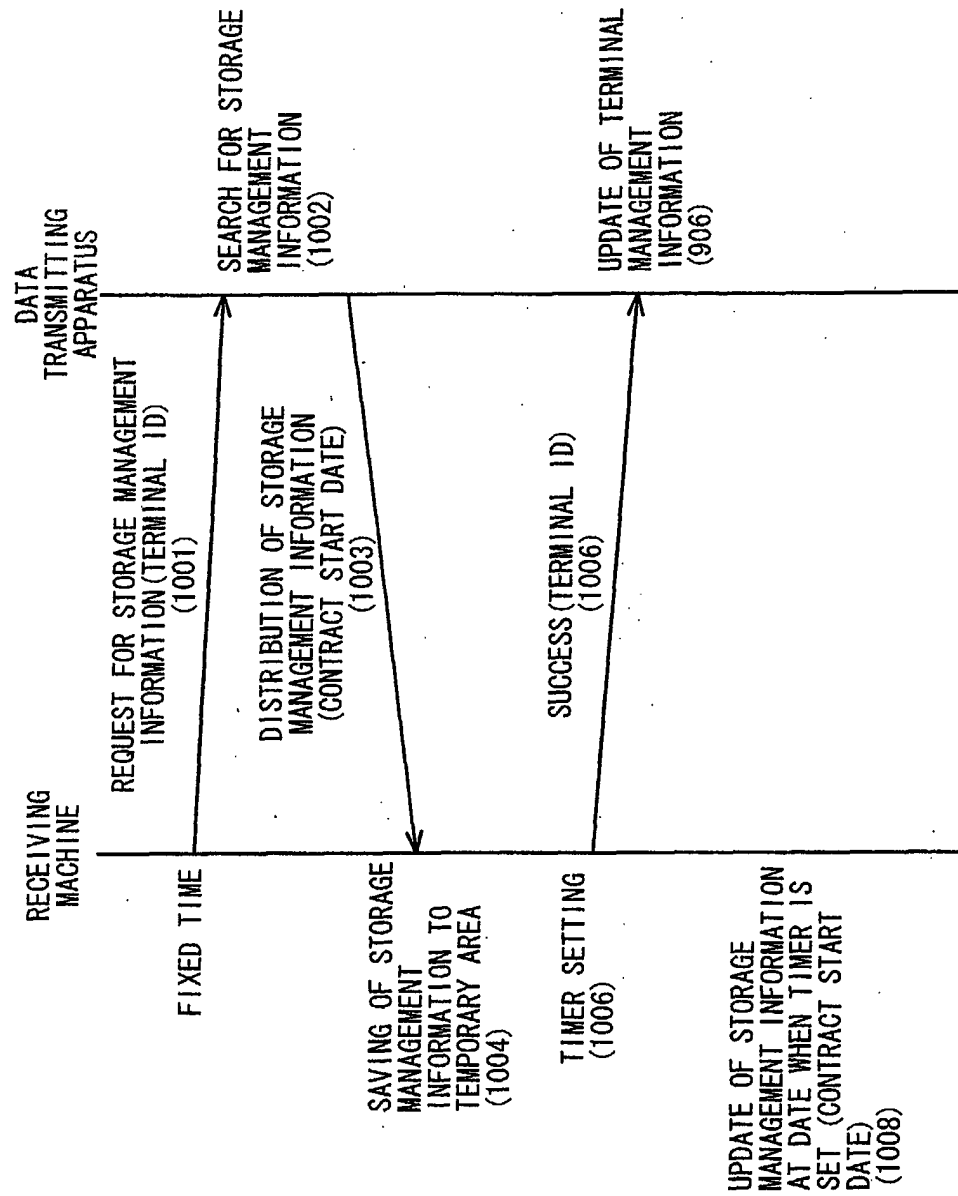 RECEIVING
MACHINE
DATA
TRANSMITTING
APPARATUS
FIXED TIME
REQUEST FOR STORAGE MANAGEMENT
INFORMATION(TERMINAL ID)
(1001)
SEARCH FOR STORAGE
MANAGEMENT
INFORMATION
(1002)
DISTRIBUTION OF STORAGE
MANAGEMENT INFORMATION
(CONTRACT START DATE)
(1003)
SAVING OF STORAGE
MANAGEMENT
INFORMATION TO
TEMPORARY AREA
(1004)
TIMER SETTING
(1006)
SUCCESS(TERMINAL ID)
(1006)
UPDATE OF TERMINAL
MANAGEMENT
INFORMATION
(906)
UPDATE OF STORAGE
MANAGEMENT INFORMATION
AT DATE WHEN TIMER IS
SET (CONTRACT START
DATE)
(1008)